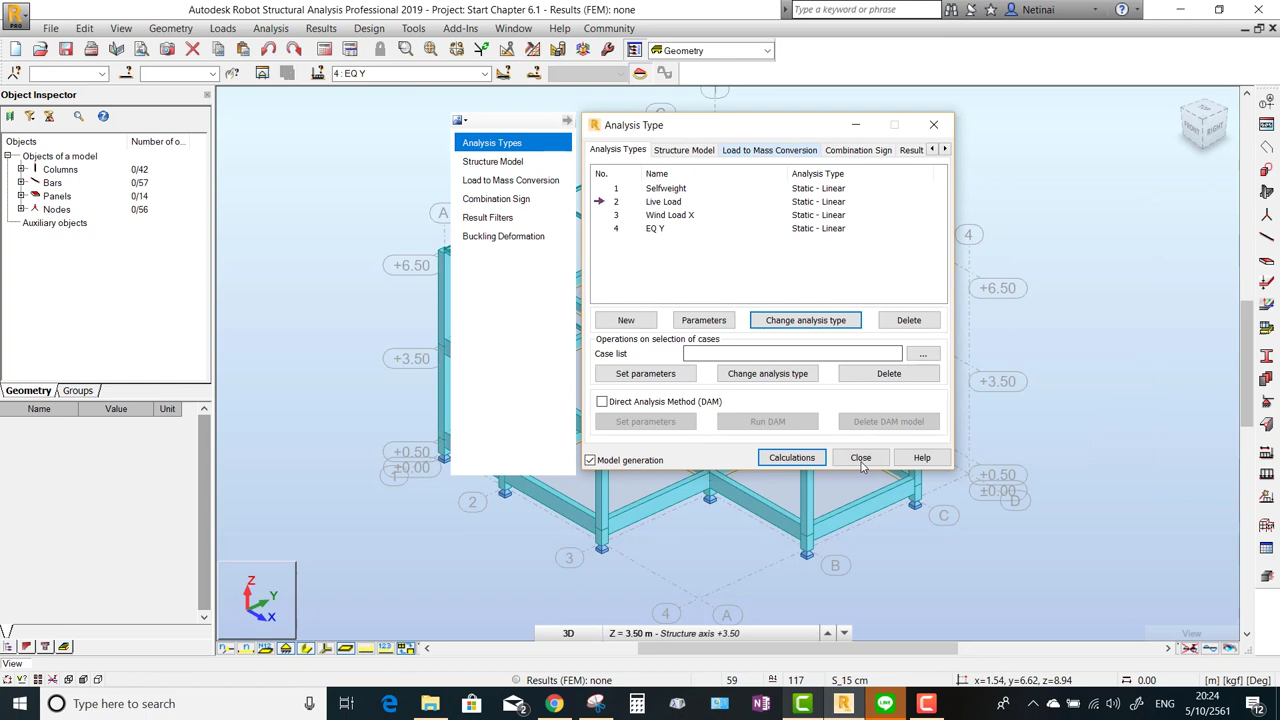 Autodesk Robot Structural Analysis Professional 2019 - Project: Start Chapter 6.1 - Results (FEM): none
Type a keyword or phrase
Netinai
PRO
File Edit View Geometry Loads Analysis Results Design Tools Add-Ins Window Help Community
Geometry
4 : EQ Y
Object Inspector
Objects Number of o...
Objects of a model
Columns 0/42
Bars 0/57
Panels 0/14
Nodes 0/56
Auxiliary objects
Geometry Groups
Name Value Unit
Analysis Types
Structure Model
Load to Mass Conversion
Combination Sign
Result Filters
Buckling Deformation
Analysis Type
Analysis Types Structure Model Load to Mass Conversion Combination Sign Result
No. Name Analysis Type
1 Selfweight Static - Linear
2 Live Load Static - Linear
3 Wind Load X Static - Linear
4 EQ Y Static - Linear
New Parameters Change analysis type Delete
Operations on selection of cases
Case list ...
Set parameters Change analysis type Delete
Direct Analysis Method (DAM)
Set parameters Run DAM Delete DAM model
Model generation Calculations Close Help
TOP
FRONT RIGHT
A
+6.50
+3.50
+0.50
±0.00
1
2
3
4
A
B
C
D
4
+6.50
+3.50
+0.50
±0.00
Z
Y
X
3D Z = 3.50 m - Structure axis +3.50
View
View
Results (FEM): none 59 117 S_15 cm x=1.54, y=6.62, z=8.94 0.00 [m] [kgf] [Deg]
Type here to search
ENG
20:24
5/10/2561